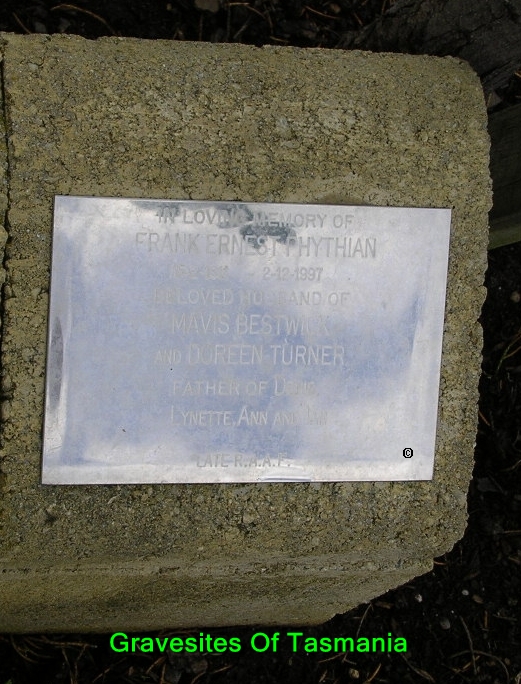 IN LOVING MEMORY OF
FRANK ERNEST PHYTHIAN
2-12-1997
BELOVED HUSBAND OF
MAVIS BESTWICK
AND DOREEN TURNER
FATHER OF
LYNETTE, ANN AND
LATE R.A.A.F.
©
Gravesites Of Tasmania